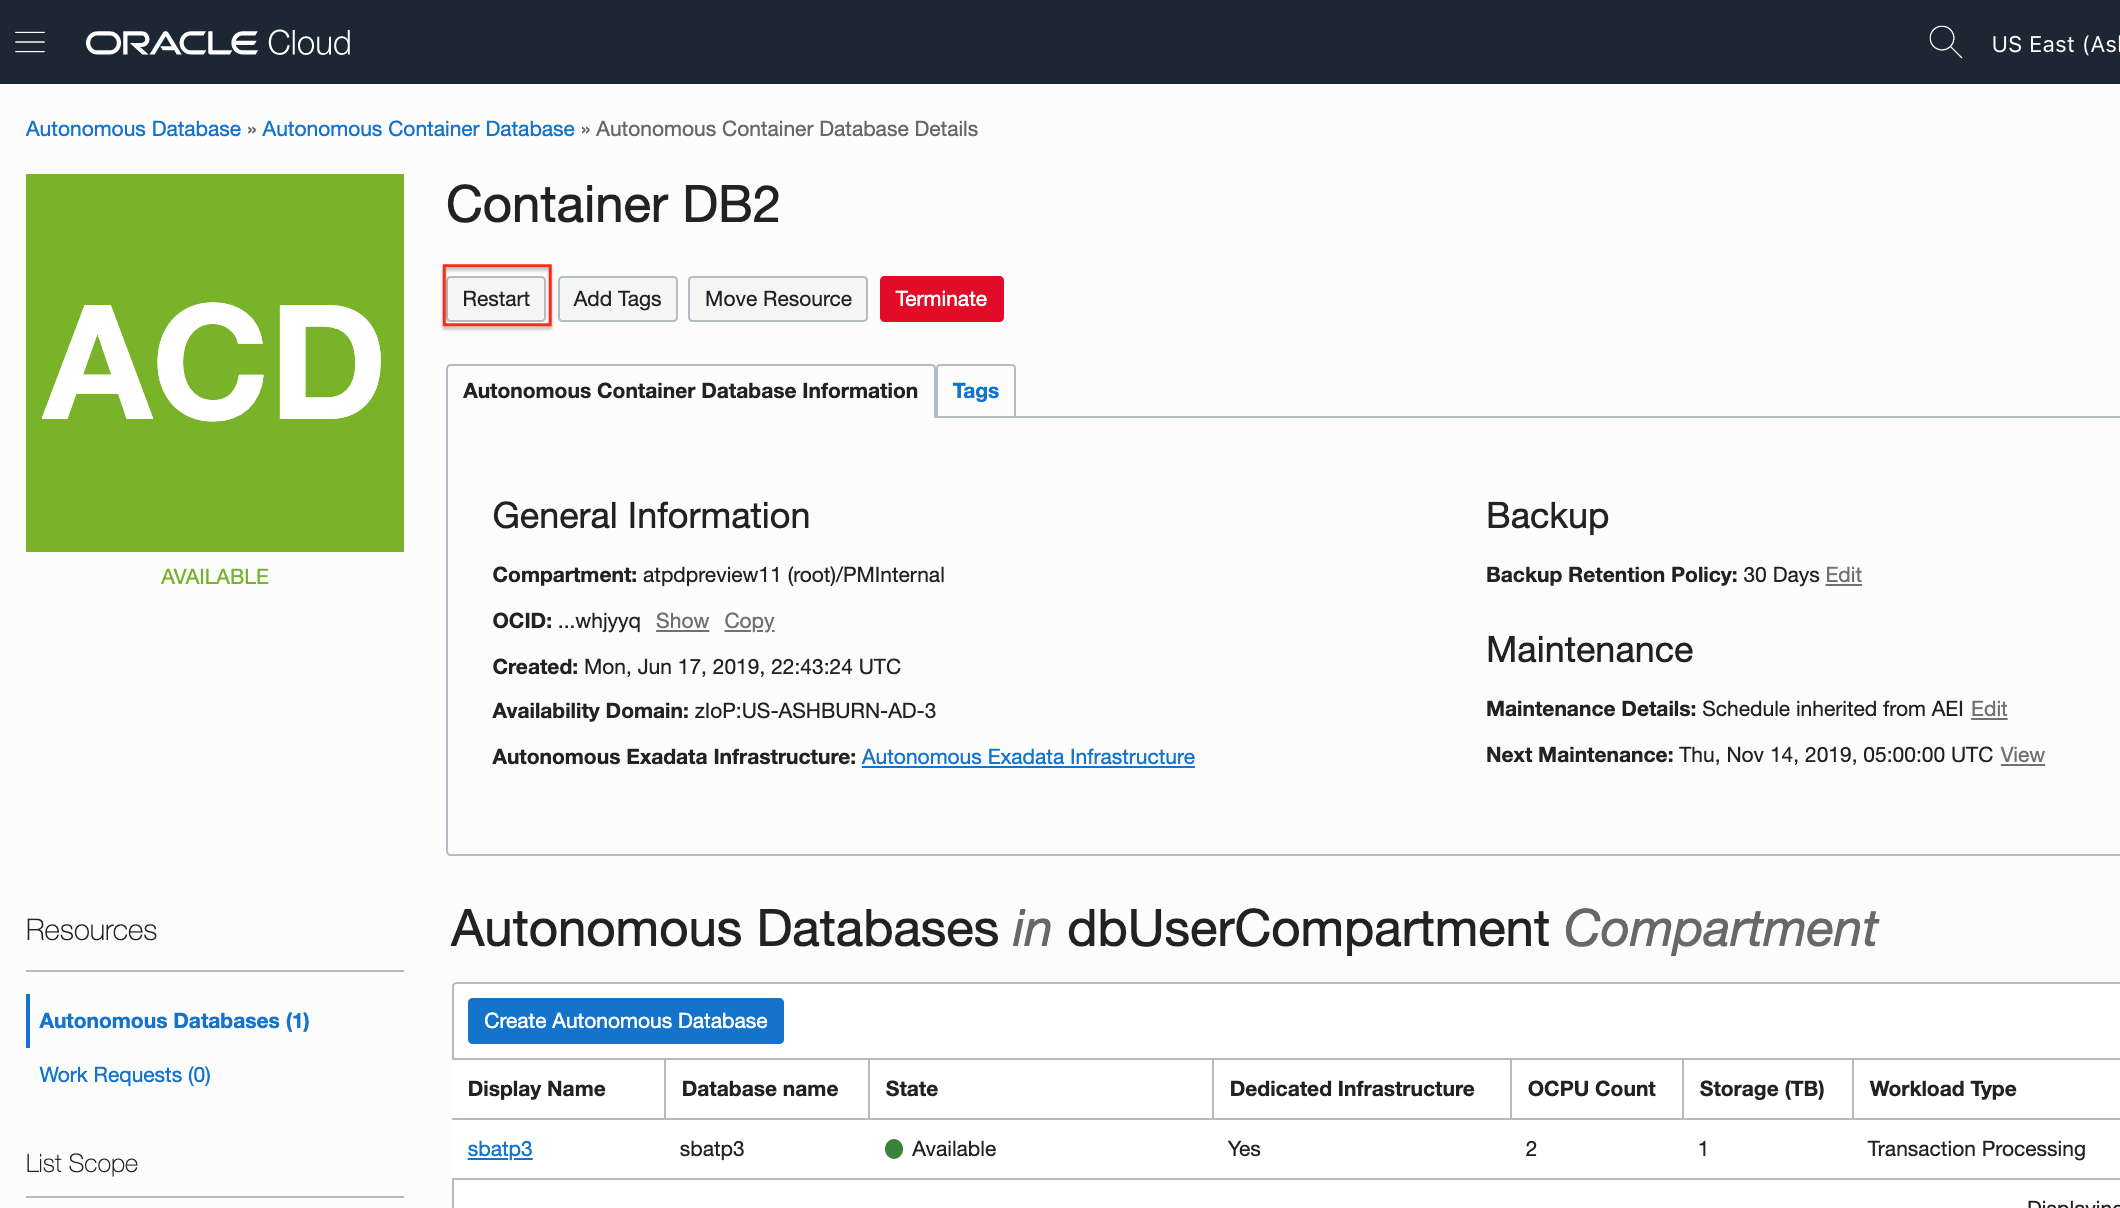 ORACLE Cloud
US East (Ash
Autonomous Database » Autonomous Container Database » Autonomous Container Database Details
ACD
AVAILABLE
Container DB2
Restart Add Tags Move Resource Terminate
Autonomous Container Database Information Tags
General Information
Compartment: atpdpreview11 (root)/PMInternal
OCID: ...whjyyq Show Copy
Created: Mon, Jun 17, 2019, 22:43:24 UTC
Availability Domain: zIoP:US-ASHBURN-AD-3
Autonomous Exadata Infrastructure: Autonomous Exadata Infrastructure
Backup
Backup Retention Policy: 30 Days Edit
Maintenance
Maintenance Details: Schedule inherited from AEI Edit
Next Maintenance: Thu, Nov 14, 2019, 05:00:00 UTC View
Resources
Autonomous Databases (1)
Work Requests (0)
List Scope
Autonomous Databases in dbUserCompartment Compartment
Create Autonomous Database
Display Name Database name State Dedicated Infrastructure OCPU Count Storage (TB) Workload Type
sbatp3 sbatp3 Available Yes 2 1 Transaction Processing